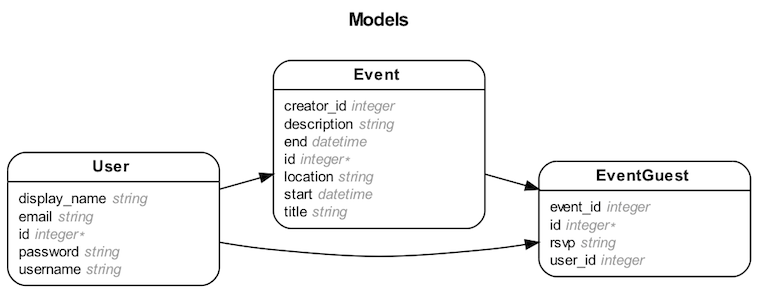 Models
User
display_name string
email string
id integer*
password string
username string
Event
creator_id integer
description string
end datetime
id integer*
location string
start datetime
title string
EventGuest
event_id integer
id integer*
rsvp string
user_id integer